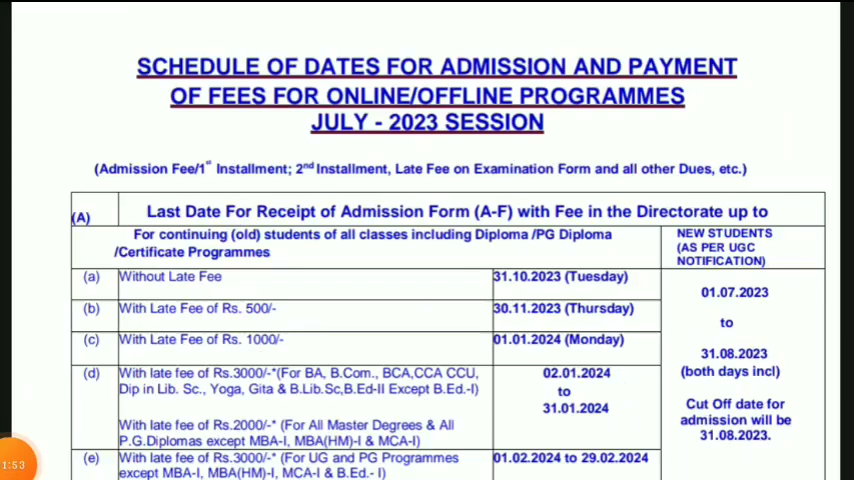 SCHEDULE OF DATES FOR ADMISSION AND PAYMENT
OF FEES FOR ONLINE/OFFLINE PROGRAMMES
JULY - 2023 SESSION
(Admission Fee/1st Installment; 2nd Installment, Late Fee on Examination Form and all other Dues, etc.)
(A) Last Date For Receipt of Admission Form (A-F) with Fee in the Directorate up to
For continuing (old) students of all classes including Diploma /PG Diploma
/Certificate Programmes
NEW STUDENTS
(AS PER UGC
NOTIFICATION)
(a) Without Late Fee 31.10.2023 (Tuesday)
(b) With Late Fee of Rs. 500/- 30.11.2023 (Thursday)
(c) With Late Fee of Rs. 1000/- 01.01.2024 (Monday)
(d) With late fee of Rs.3000/-*(For BA, B.Com., BCA,CCA CCU,
Dip in Lib. Sc., Yoga, Gita & B.Lib.Sc,B.Ed-II Except B.Ed.-I)
With late fee of Rs.2000/-* (For All Master Degrees & All
P.G.Diplomas except MBA-I, MBA(HM)-I & MCA-I)
02.01.2024
to
31.01.2024
(e) With late fee of Rs.3000/-* (For UG and PG Programmes
except MBA-I, MBA(HM)-I, MCA-I & B.Ed.- I)
01.02.2024 to 29.02.2024
01.07.2023
to
31.08.2023
(both days incl)
Cut Off date for
admission will be
31.08.2023.
1:53